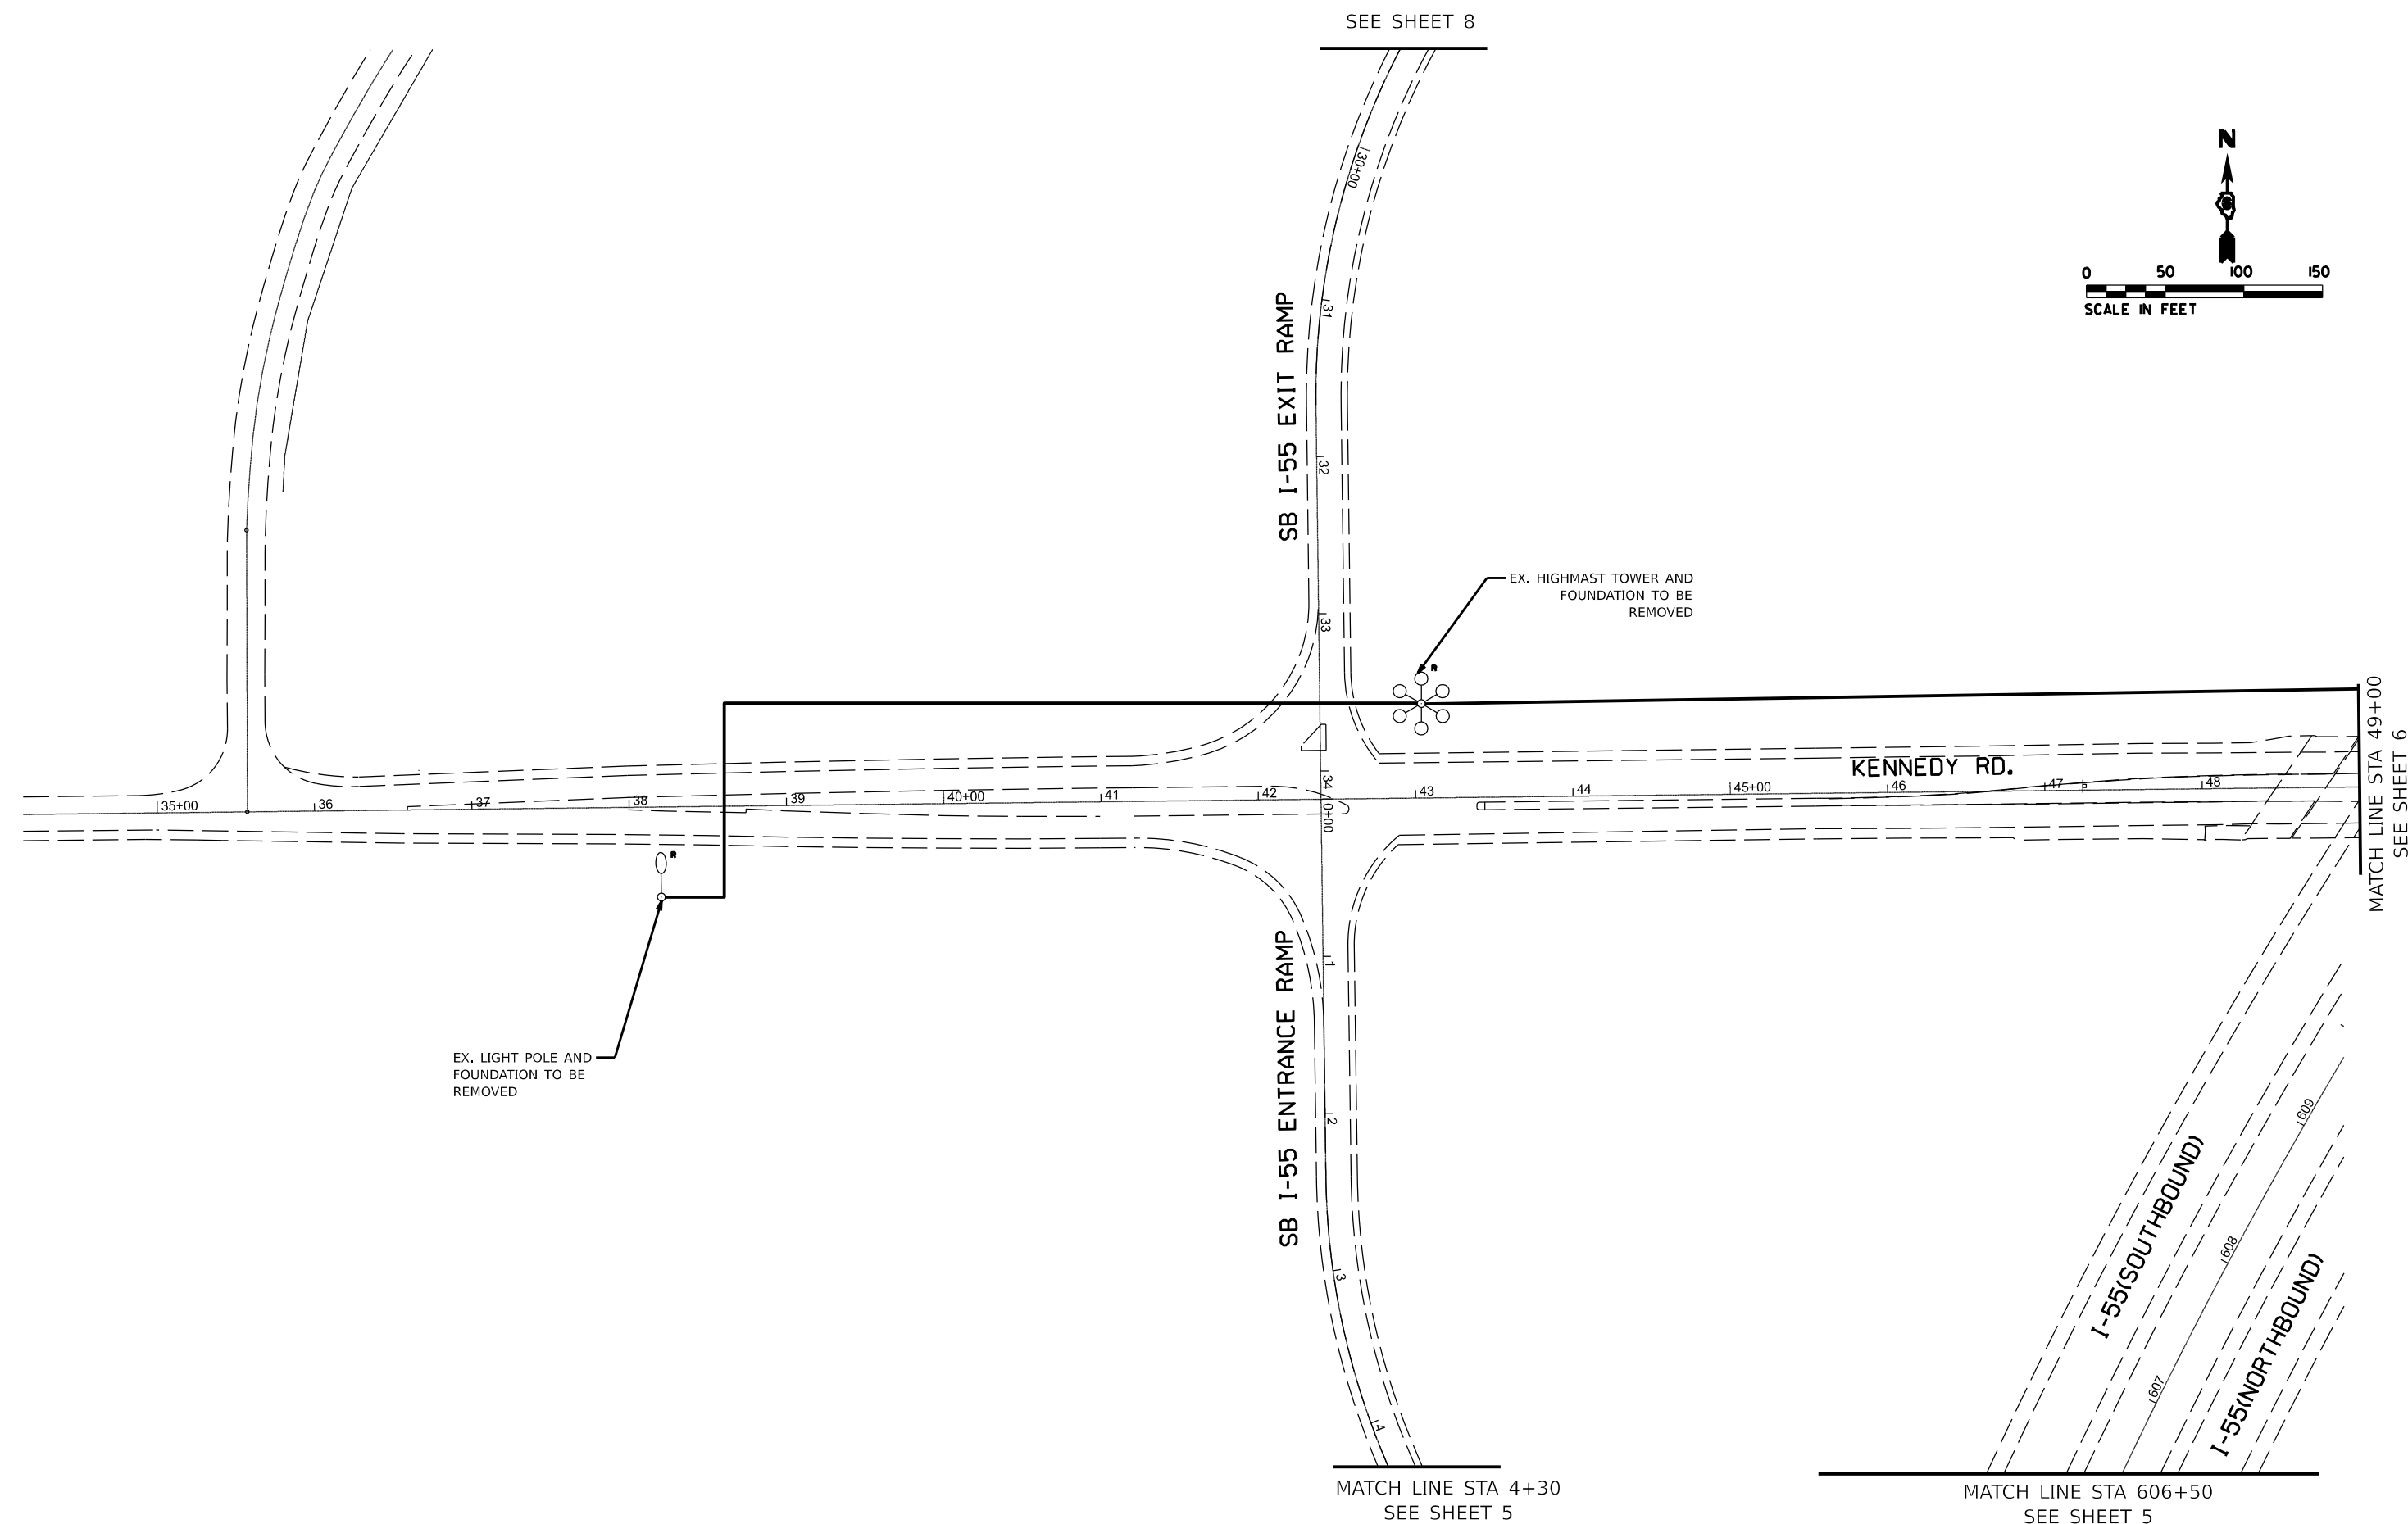 SEE SHEET 8
N
0 50 100 150
SCALE IN FEET
30+00
31
SB I-55 EXIT RAMP
32
33
EX. HIGHMAST TOWER AND
FOUNDATION TO BE
REMOVED
R
KENNEDY RD.
35+00 36 37 38 39 40+00 41 42 43 44 45+00 46 47 48
34
0+00
MATCH LINE STA 49+00
SEE SHEET 6
R
EX. LIGHT POLE AND
FOUNDATION TO BE
REMOVED
SB I-55 ENTRANCE RAMP
1
2
3
4
I-55(SOUTHBOUND)
609
608
607
I-55(NORTHBOUND)
MATCH LINE STA 4+30
SEE SHEET 5
MATCH LINE STA 606+50
SEE SHEET 5